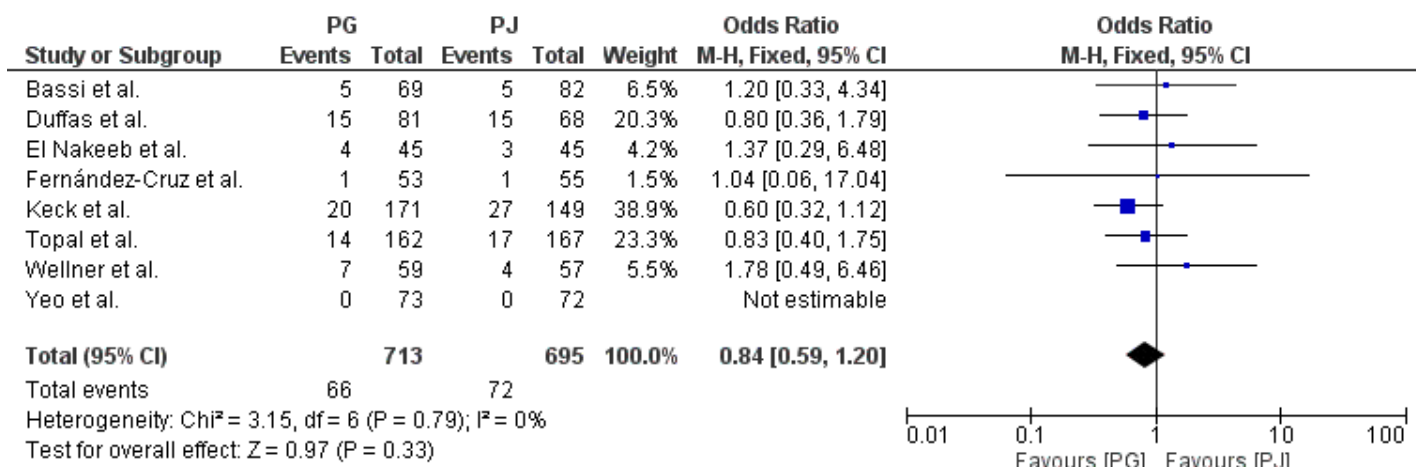 PG PJ Odds Ratio Odds Ratio
Study or Subgroup Events Total Events Total Weight M-H, Fixed, 95% CI M-H, Fixed, 95% CI
Bassi et al. 5 69 5 82 6.5% 1.20 [0.33, 4.34]
Duffas et al. 15 81 15 68 20.3% 0.80 [0.36, 1.79]
El Nakeeb et al. 4 45 3 45 4.2% 1.37 [0.29, 6.48]
Fernández-Cruz et al. 1 53 1 55 1.5% 1.04 [0.06, 17.04]
Keck et al. 20 171 27 149 38.9% 0.60 [0.32, 1.12]
Topal et al. 14 162 17 167 23.3% 0.83 [0.40, 1.75]
Wellner et al. 7 59 4 57 5.5% 1.78 [0.49, 6.46]
Yeo et al. 0 73 0 72 Not estimable
Total (95% CI) 713 695 100.0% 0.84 [0.59, 1.20]
Total events 66 72
Heterogeneity: Chi² = 3.15, df = 6 (P = 0.79); I² = 0%
Test for overall effect: Z = 0.97 (P = 0.33)
0.01 0.1 1 10 100
Favours [PG] Favours [PJ]